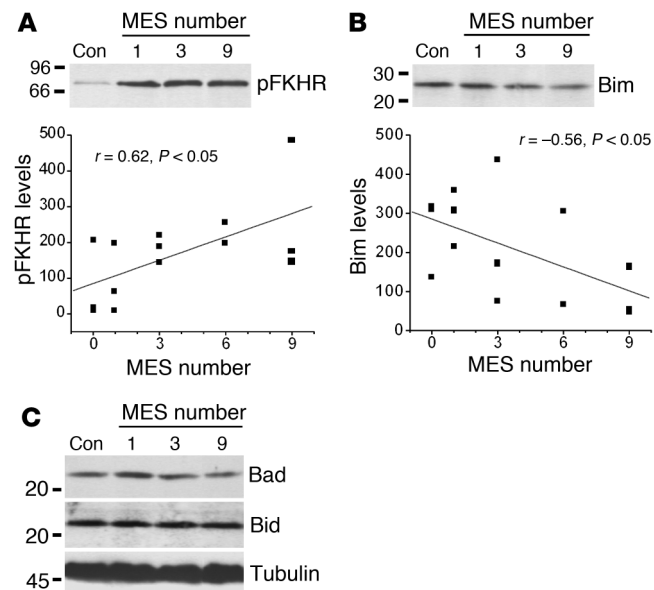 A
MES number
Con 1 3 9
96
66
pFKHR
500
400
300
200
100
0
r = 0.62, P < 0.05
pFKHR levels
0 3 6 9
MES number
B
MES number
Con 1 3 9
30
20
Bim
500
400
300
200
100
0
r = –0.56, P < 0.05
Bim levels
0 3 6 9
MES number
C
MES number
Con 1 3 9
20
Bad
20
Bid
45
Tubulin